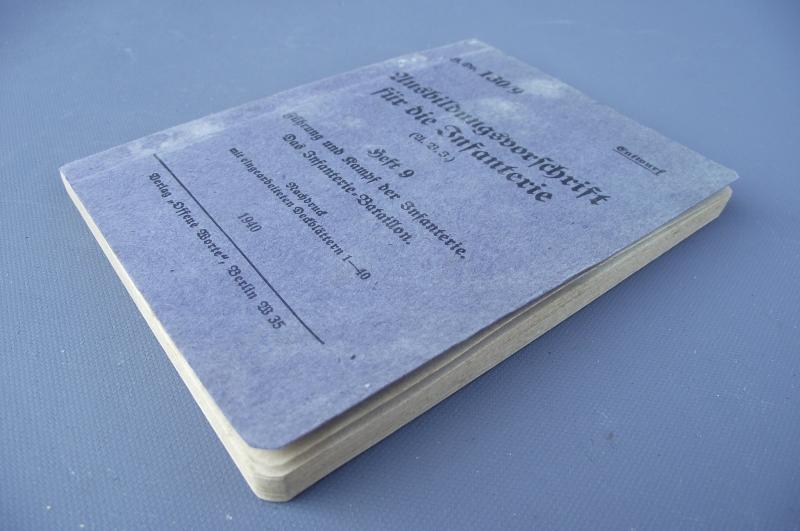 H. Dv. 130/9
Entwurf
Ausbildungsvorschrift
für die Infanterie
(A. V. I.)
Heft 9
Führung und Kampf der Infanterie.
Das Infanterie-Bataillon.
Nachdruck
mit eingearbeiteten Deckblättern 1—40
1940
Verlag „Offene Worte“, Berlin W 35